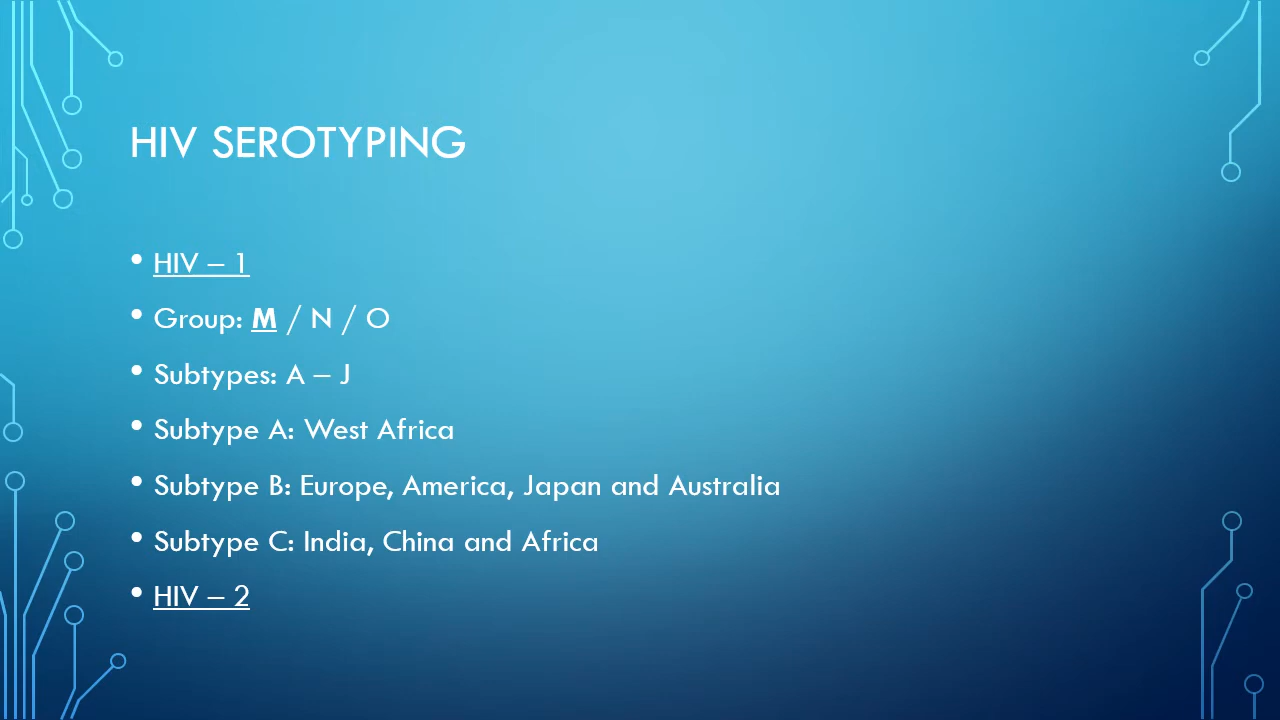 HIV SEROTYPING
• HIV – 1
• Group: M / N / O
• Subtypes: A – J
• Subtype A: West Africa
• Subtype B: Europe, America, Japan and Australia
• Subtype C: India, China and Africa
• HIV – 2